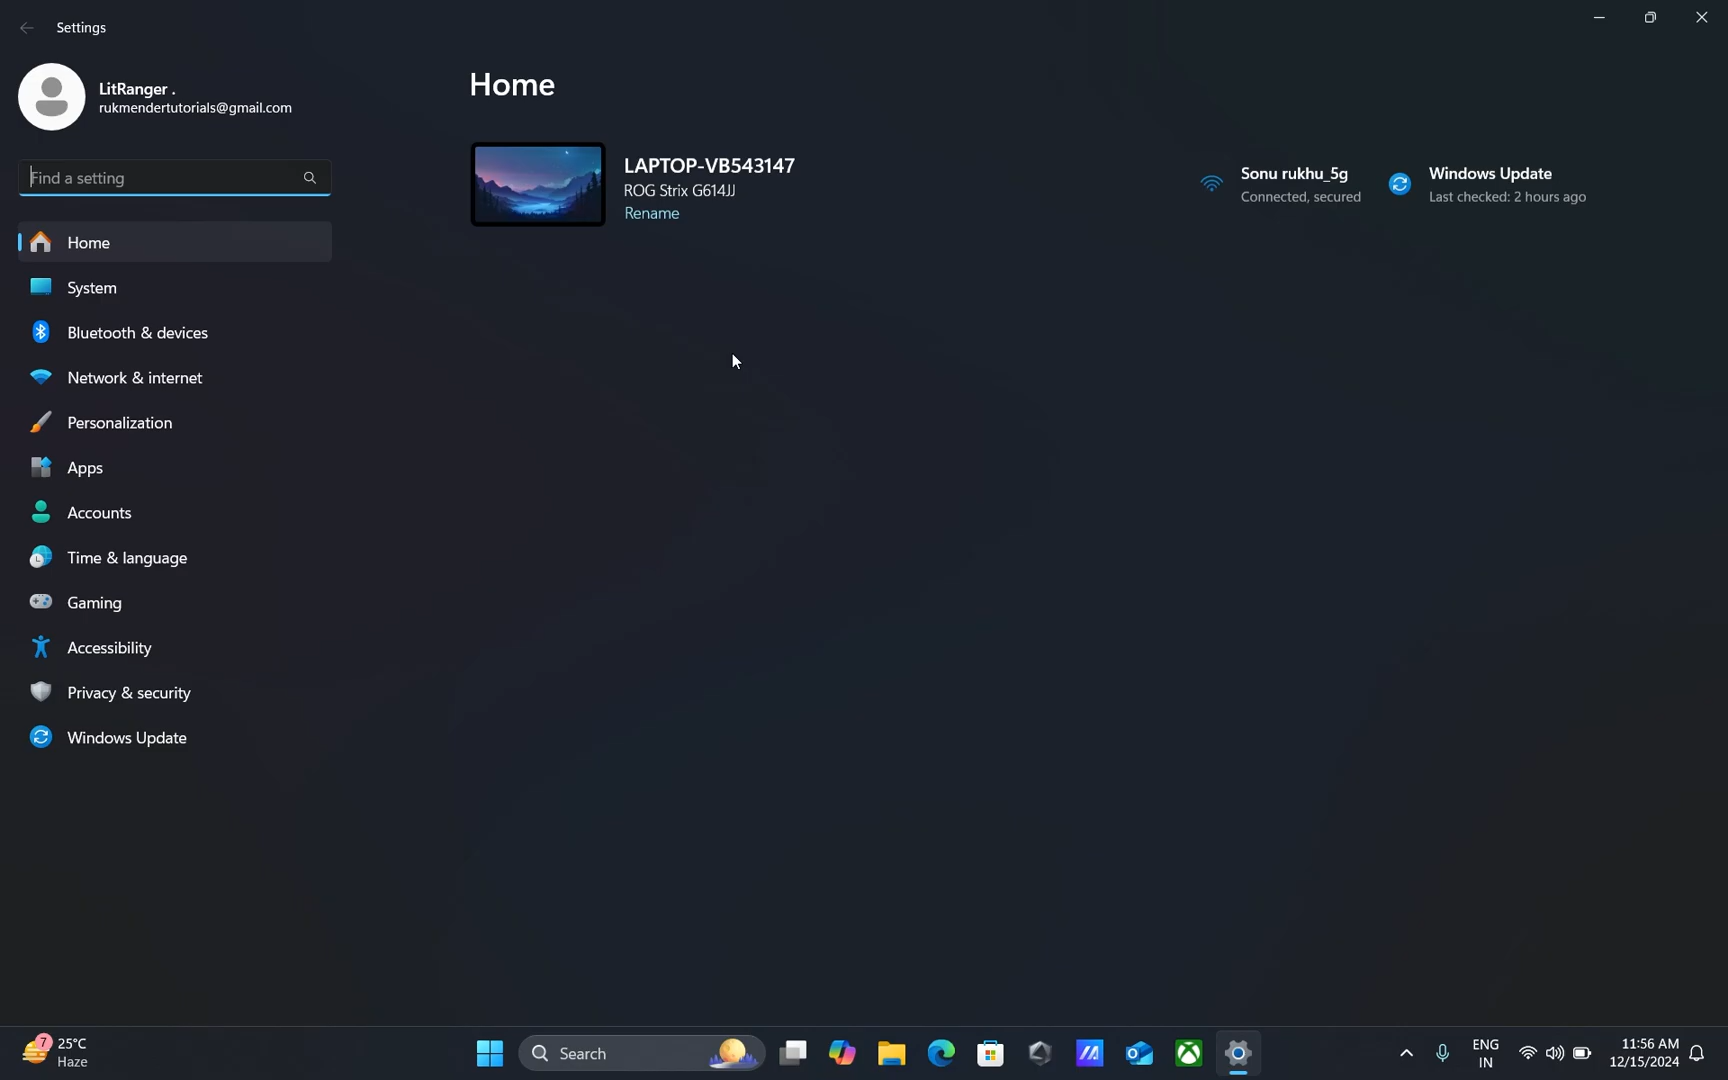 Settings
LitRanger .
rukmendertutorials@gmail.com
Find a setting
Home
System
Bluetooth & devices
Network & internet
Personalization
Apps
Accounts
Time & language
Gaming
Accessibility
Privacy & security
Windows Update
Home
LAPTOP-VB543147
ROG Strix G614JJ
Rename
Sonu rukhu_5g
Connected, secured
Windows Update
Last checked: 2 hours ago
7
25°C
Haze
Search
ENG
IN
11:56 AM
12/15/2024